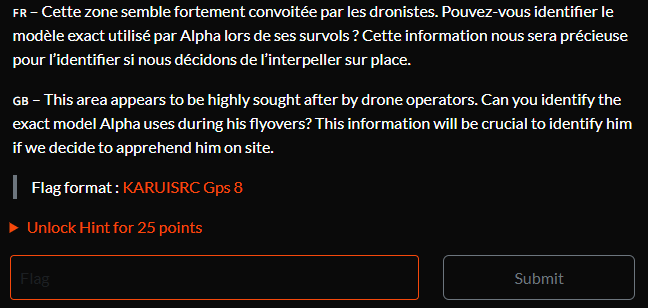 FR – Cette zone semble fortement convoitée par les dronistes. Pouvez-vous identifier le
modèle exact utilisé par Alpha lors de ses survols ? Cette information nous sera précieuse
pour l’identifier si nous décidons de l’interpeller sur place.
GB – This area appears to be highly sought after by drone operators. Can you identify the
exact model Alpha uses during his flyovers? This information will be crucial to identify him
if we decide to apprehend him on site.
Flag format : KARUISRC Gps 8
Unlock Hint for 25 points
Flag
Submit